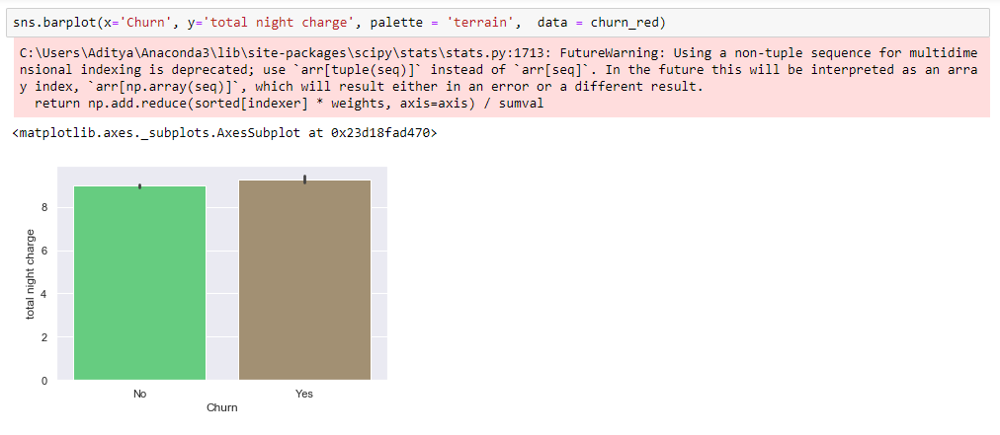 sns.barplot(x='Churn', y='total night charge', palette = 'terrain',  data = churn_red)
C:\Users\Aditya\Anaconda3\lib\site-packages\scipy\stats\stats.py:1713: FutureWarning: Using a non-tuple sequence for multidime
nsional indexing is deprecated; use `arr[tuple(seq)]` instead of `arr[seq]`. In the future this will be interpreted as an arra
y index, `arr[np.array(seq)]`, which will result either in an error or a different result.
  return np.add.reduce(sorted[indexer] * weights, axis=axis) / sumval
<matplotlib.axes._subplots.AxesSubplot at 0x23d18fad470>
total night charge
8
6
4
2
0
No
Yes
Churn